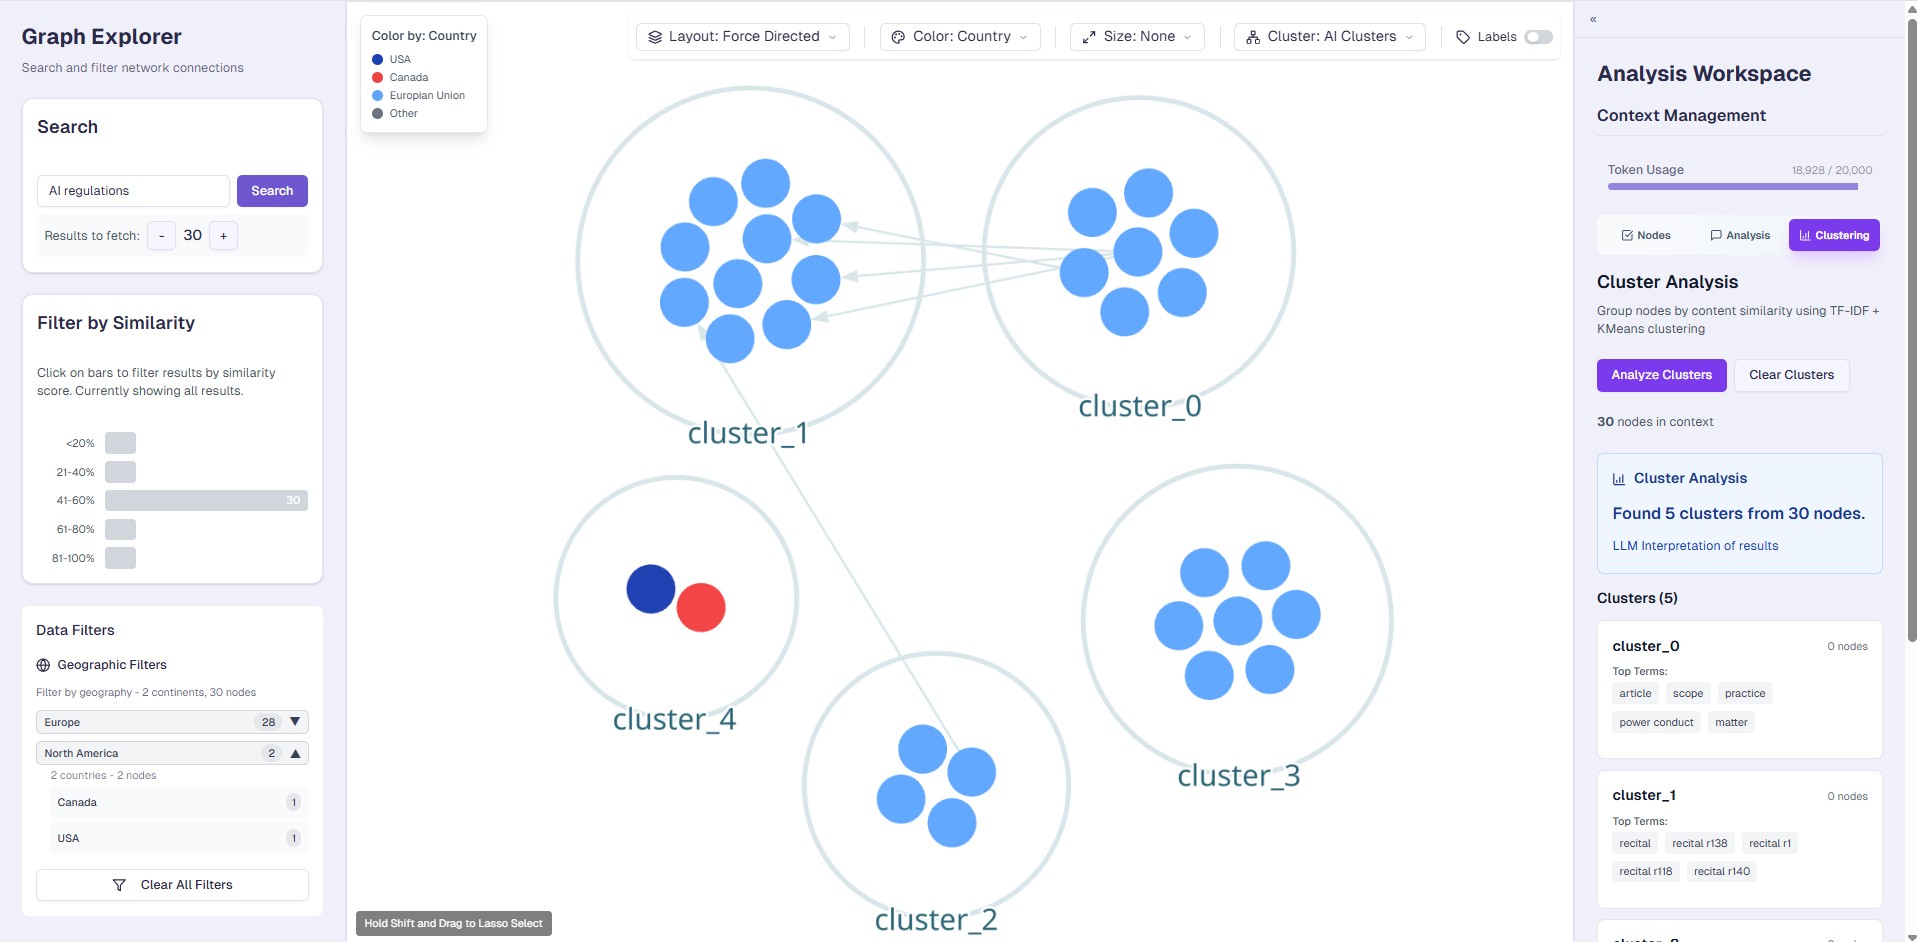 Graph Explorer
Search and filter network connections
Search
AI regulations
Search
Results to fetch: - 30 +
Filter by Similarity
Click on bars to filter results by similarity
score. Currently showing all results.
<20%
21-40%
41-60% 30
61-80%
81-100%
Data Filters
Geographic Filters
Filter by geography - 2 continents, 30 nodes
Europe 28 ▼
North America 2 ▲
2 countries - 2 nodes
Canada 1
USA 1
Clear All Filters
Color by: Country
USA
Canada
Europian Union
Other
Layout: Force Directed
Color: Country
Size: None
Cluster: AI Clusters
Labels
cluster_1
cluster_0
cluster_4
cluster_3
cluster_2
Hold Shift and Drag to Lasso Select
«
Analysis Workspace
Context Management
Token Usage 18,928 / 20,000
Nodes Analysis Clustering
Cluster Analysis
Group nodes by content similarity using TF-IDF +
KMeans clustering
Analyze Clusters Clear Clusters
30 nodes in context
Cluster Analysis
Found 5 clusters from 30 nodes.
LLM Interpretation of results
Clusters (5)
cluster_0 0 nodes
Top Terms:
article scope practice
power conduct matter
cluster_1 0 nodes
Top Terms:
recital recital r138 recital r1
recital r118 recital r140